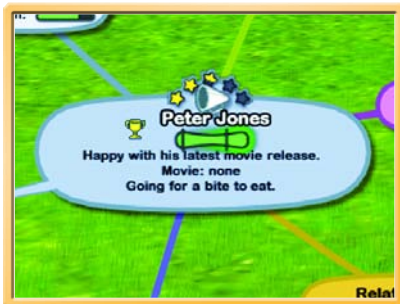 Peter Jones
Happy with his latest movie release.
Movie: none
Going for a bite to eat.
Relat